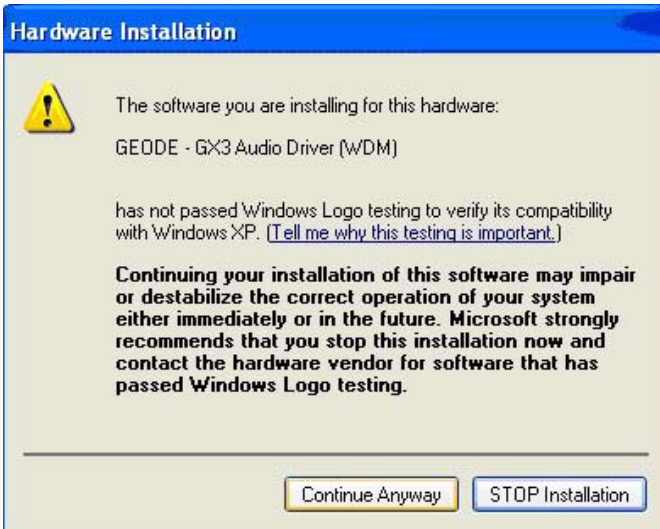 Hardware Installation
The software you are installing for this hardware:
GEODE - GX3 Audio Driver (WDM)
has not passed Windows Logo testing to verify its compatibility
with Windows XP. (Tell me why this testing is important.)
Continuing your installation of this software may impair
or destabilize the correct operation of your system
either immediately or in the future. Microsoft strongly
recommends that you stop this installation now and
contact the hardware vendor for software that has
passed Windows Logo testing.
Continue Anyway STOP Installation